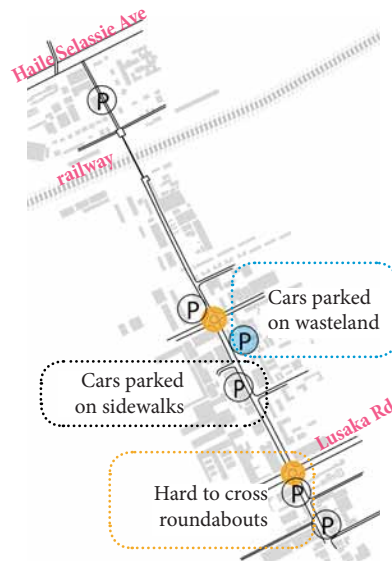 Haile Selassie Ave
P
railway
P
Cars parked
on wasteland
P
Cars parked
on sidewalks
P
Lusaka Rd
Hard to cross
roundabouts
P
P